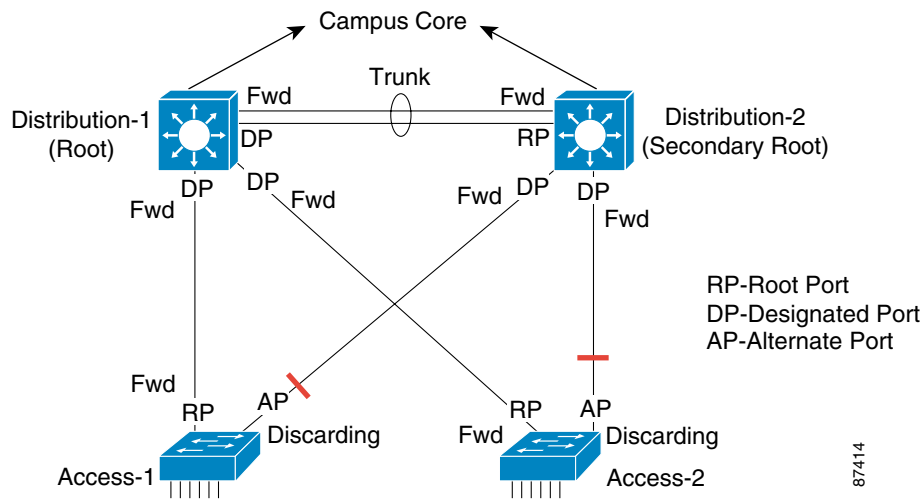 Campus Core
Trunk
Fwd
Fwd
Distribution-1
(Root)
DP
RP
Distribution-2
(Secondary Root)
DP
DP
DP
DP
Fwd
Fwd
Fwd
Fwd
RP-Root Port
DP-Designated Port
AP-Alternate Port
Fwd
RP
AP
Discarding
RP
Fwd
AP
Discarding
Access-1
Access-2
87414